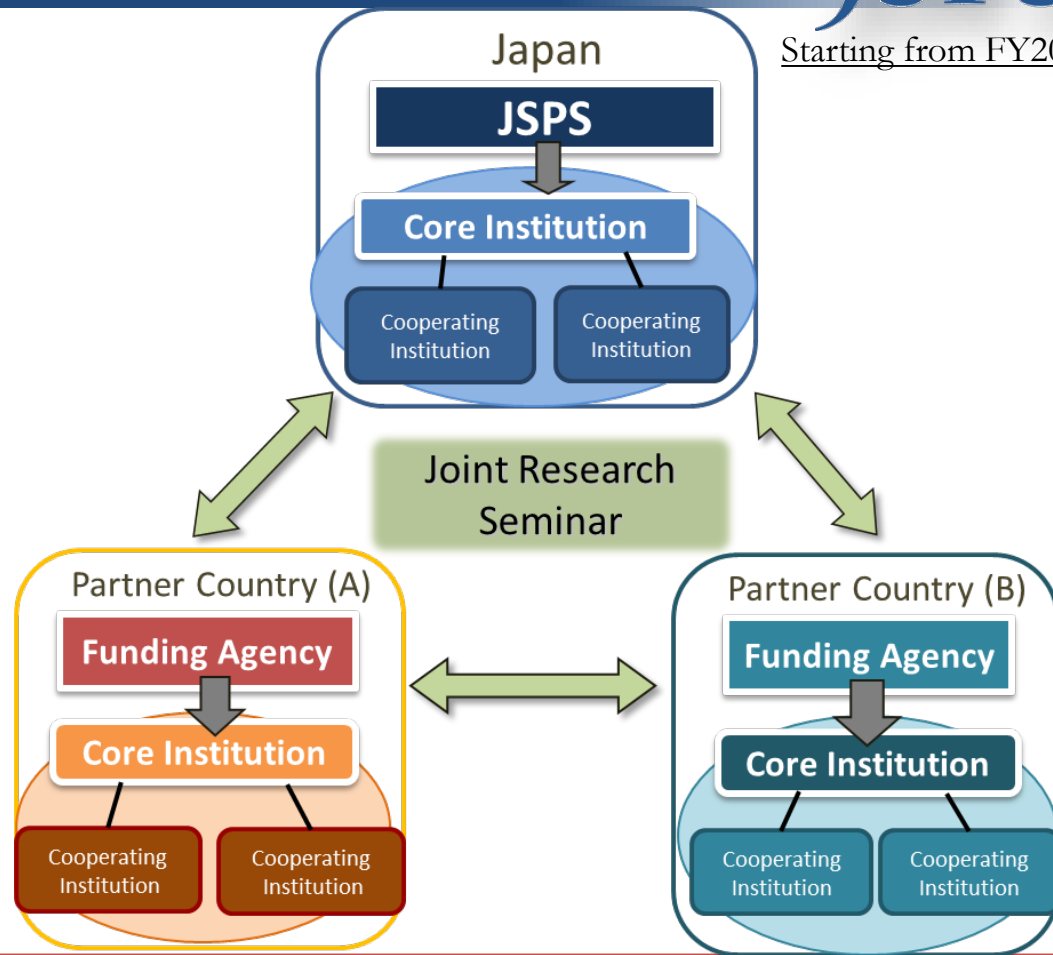 Starting from FY20
Japan
JSPS
Core Institution
Cooperating
Institution
Cooperating
Institution
Joint Research
Seminar
Partner Country (A)
Funding Agency
Core Institution
Cooperating
Institution
Cooperating
Institution
Partner Country (B)
Funding Agency
Core Institution
Cooperating
Institution
Cooperating
Institution